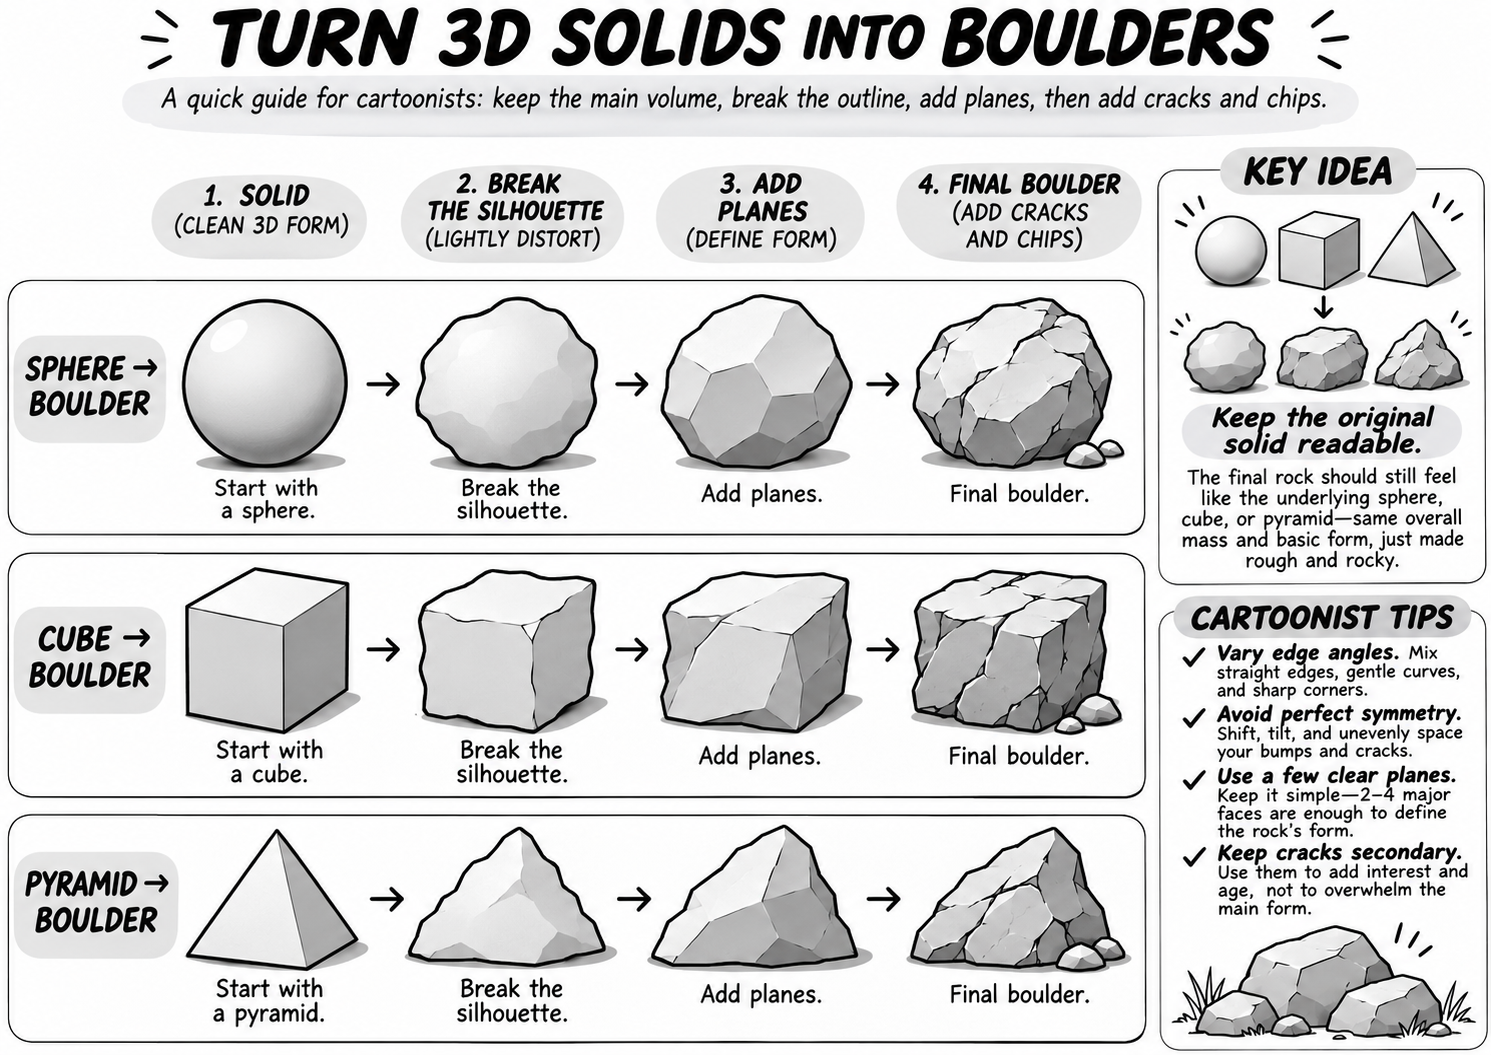 TURN 3D SOLIDS INTO BOULDERS
A quick guide for cartoonists: keep the main volume, break the outline, add planes, then add cracks and chips.
1. SOLID
(CLEAN 3D FORM)
2. BREAK
THE SILHOUETTE
(LIGHTLY DISTORT)
3. ADD
PLANES
(DEFINE FORM)
4. FINAL BOULDER
(ADD CRACKS
AND CHIPS)
SPHERE →
BOULDER
Start with
a sphere.
Break the
silhouette.
Add planes.
Final boulder.
CUBE →
BOULDER
Start with
a cube.
Break the
silhouette.
Add planes.
Final boulder.
PYRAMID →
BOULDER
Start with
a pyramid.
Break the
silhouette.
Add planes.
Final boulder.
KEY IDEA
Keep the original
solid readable.
The final rock should still feel
like the underlying sphere,
cube, or pyramid—same overall
mass and basic form, just made
rough and rocky.
CARTOONIST TIPS
✓ Vary edge angles. Mix
straight edges, gentle curves,
and sharp corners.
✓ Avoid perfect symmetry.
Shift, tilt, and unevenly space
your bumps and cracks.
✓ Use a few clear planes.
Keep it simple—2–4 major
faces are enough to define
the rock's form.
✓ Keep cracks secondary.
Use them to add interest and
age, not to overwhelm the
main form.